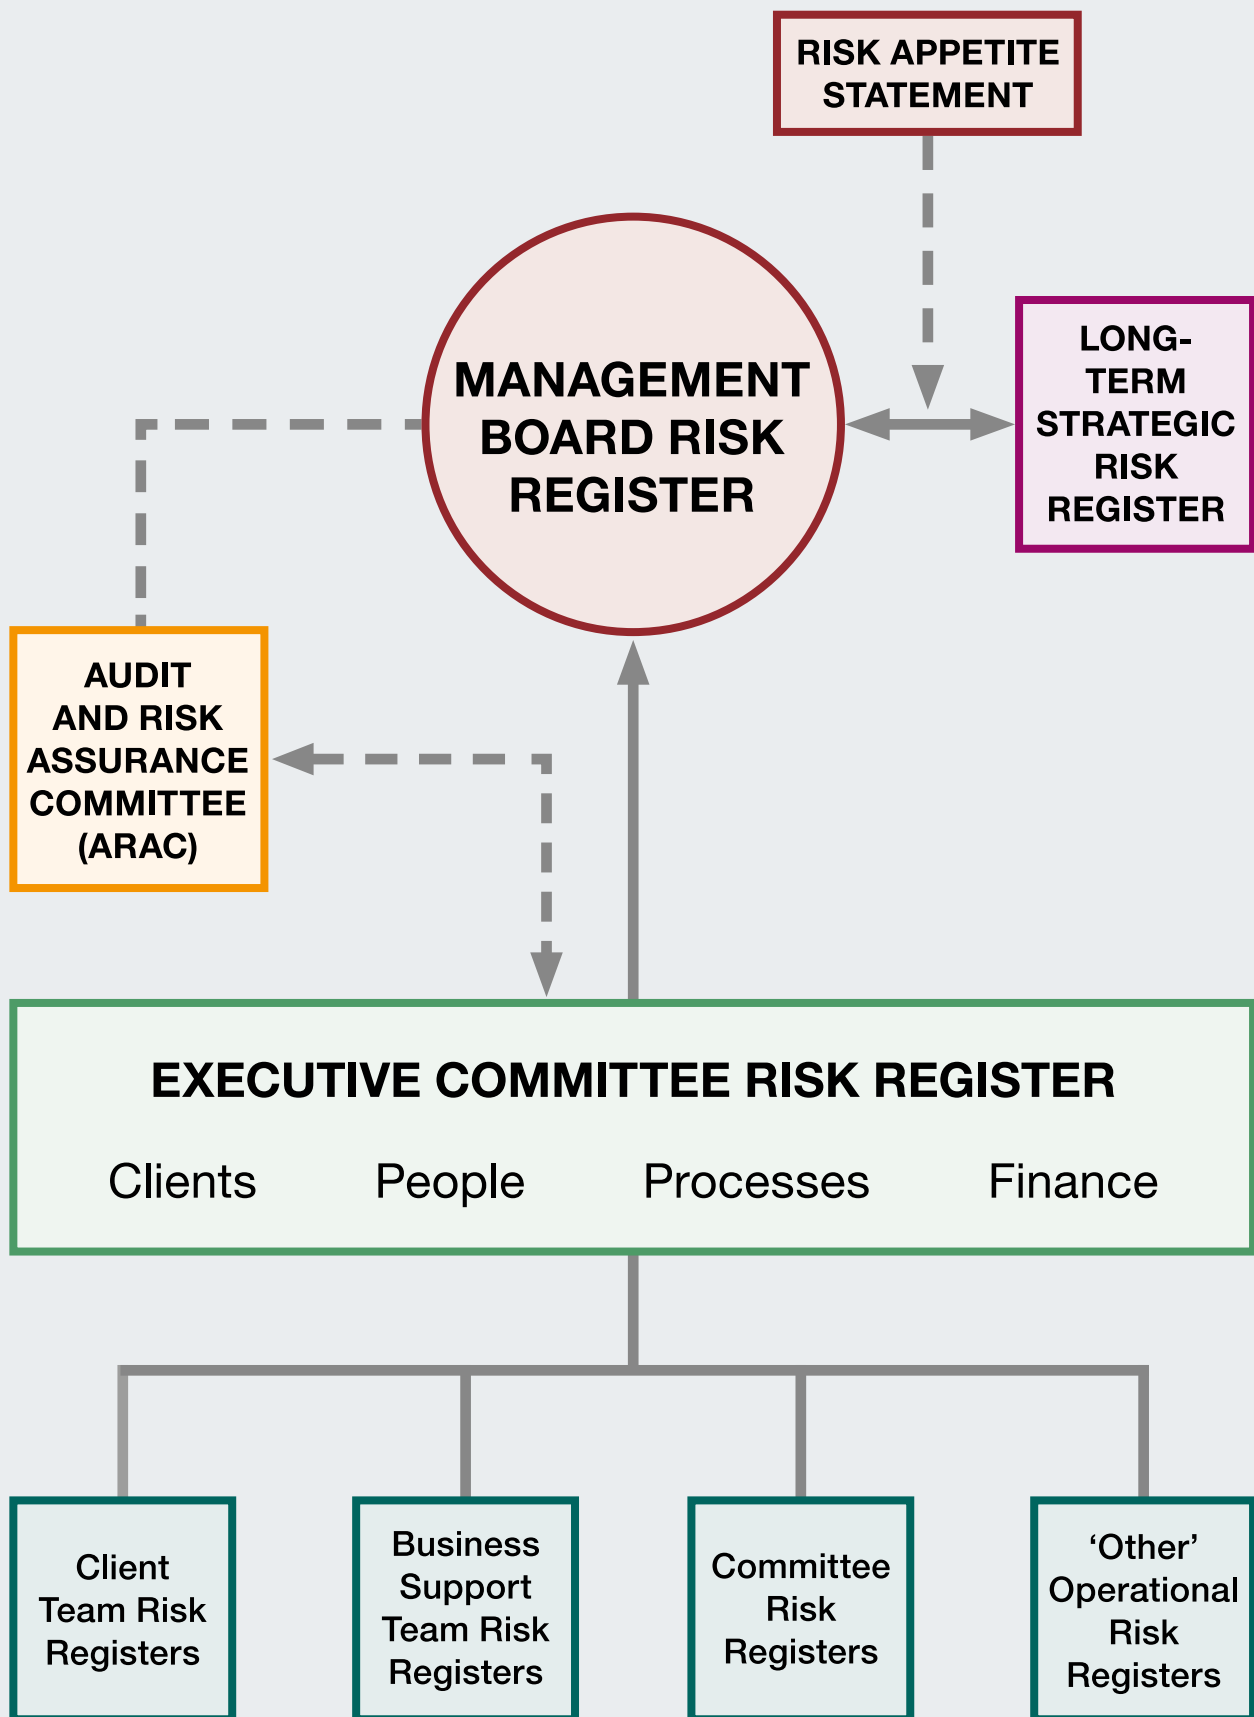 RISK APPETITE
STATEMENT
MANAGEMENT
BOARD RISK
REGISTER
LONG-
TERM
STRATEGIC
RISK
REGISTER
AUDIT
AND RISK
ASSURANCE
COMMITTEE
(ARAC)
EXECUTIVE COMMITTEE RISK REGISTER
Clients People Processes Finance
Client
Team Risk
Registers
Business
Support
Team Risk
Registers
Committee
Risk
Registers
‘Other’
Operational
Risk
Registers